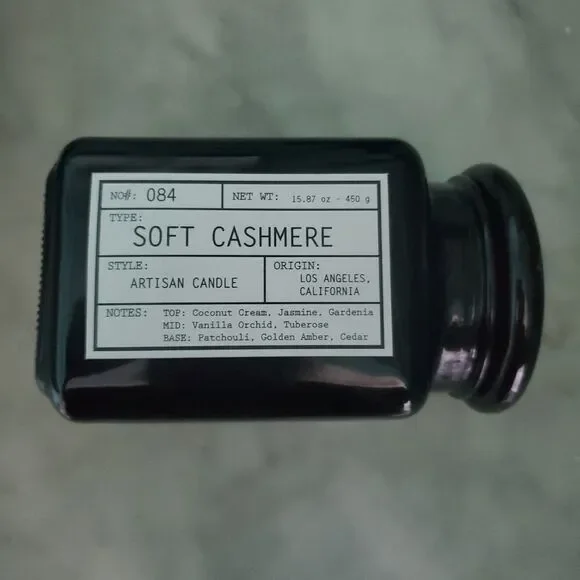 NO#: 084
NET WT: 15.87 oz - 450 g
TYPE:
SOFT CASHMERE
STYLE:
ARTISAN CANDLE
ORIGIN:
LOS ANGELES,
CALIFORNIA
NOTES: TOP: Coconut Cream, Jasmine, Gardenia
MID: Vanilla Orchid, Tuberose
BASE: Patchouli, Golden Amber, Cedar